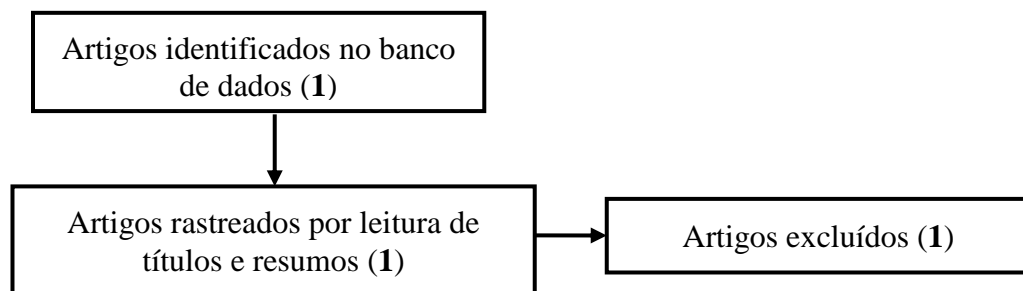 Artigos identificados no banco
de dados (1)
Artigos rastreados por leitura de
títulos e resumos (1)
Artigos excluídos (1)